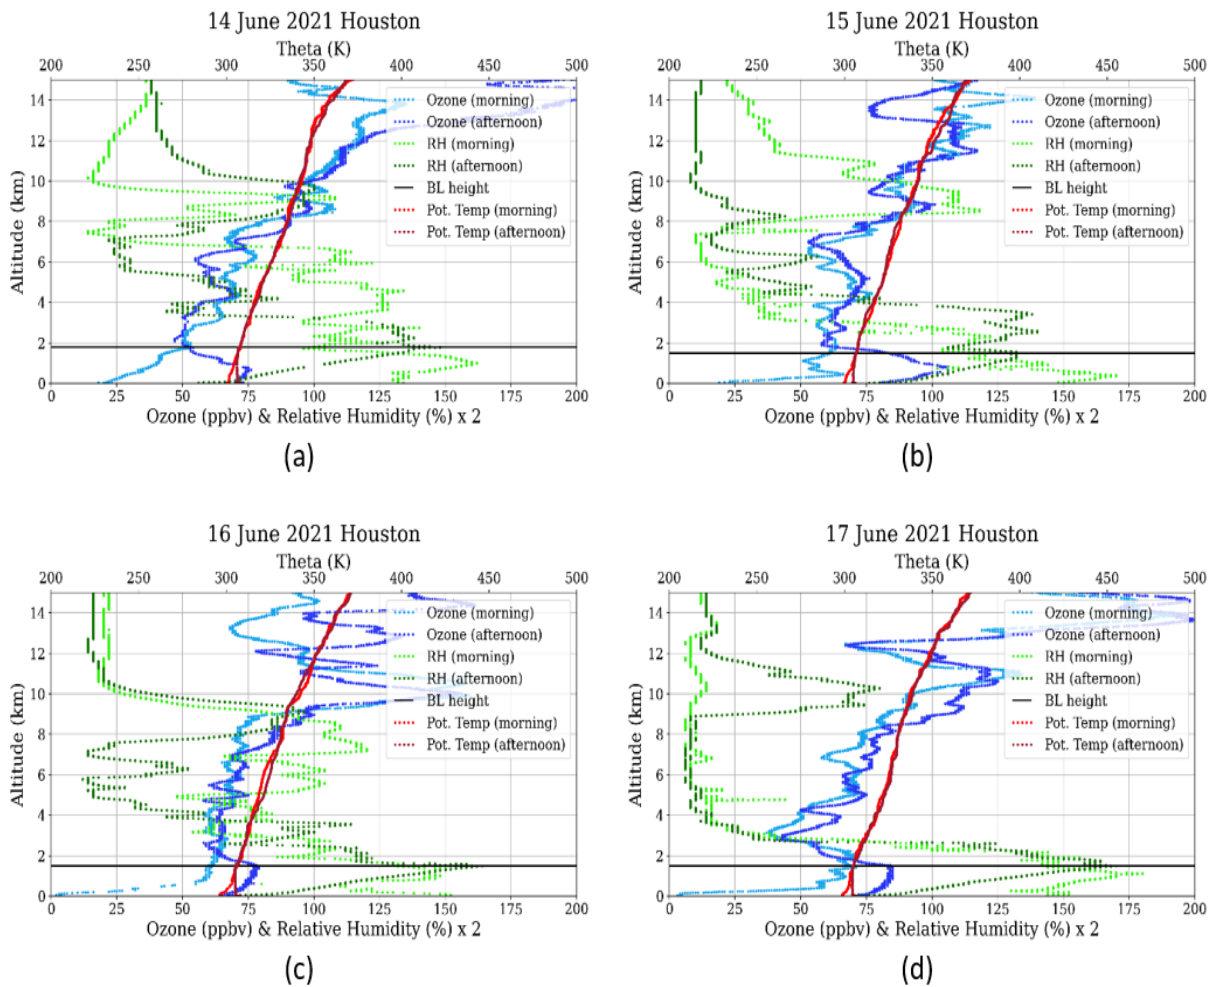 14 June 2021 Houston
Theta (K)
200 250 300 350 400 450 500
Altitude (km)
14
12
10
8
6
4
2
0
Ozone (morning)
Ozone (afternoon)
RH (morning)
RH (afternoon)
BL height
Pot. Temp (morning)
Pot. Temp (afternoon)
0 25 50 75 100 125 150 175 200
Ozone (ppbv) & Relative Humidity (%) x 2
(a)
15 June 2021 Houston
Theta (K)
200 250 300 350 400 450 500
Altitude (km)
14
12
10
8
6
4
2
0
Ozone (morning)
Ozone (afternoon)
RH (morning)
RH (afternoon)
BL height
Pot. Temp (morning)
Pot. Temp (afternoon)
0 25 50 75 100 125 150 175 200
Ozone (ppbv) & Relative Humidity (%) x 2
(b)
16 June 2021 Houston
Theta (K)
200 250 300 350 400 450 500
Altitude (km)
14
12
10
8
6
4
2
0
Ozone (morning)
Ozone (afternoon)
RH (morning)
RH (afternoon)
BL height
Pot. Temp (morning)
Pot. Temp (afternoon)
0 25 50 75 100 125 150 175 200
Ozone (ppbv) & Relative Humidity (%) x 2
(c)
17 June 2021 Houston
Theta (K)
200 250 300 350 400 450 500
Altitude (km)
14
12
10
8
6
4
2
0
Ozone (morning)
Ozone (afternoon)
RH (morning)
RH (afternoon)
BL height
Pot. Temp (morning)
Pot. Temp (afternoon)
0 25 50 75 100 125 150 175 200
Ozone (ppbv) & Relative Humidity (%) x 2
(d)